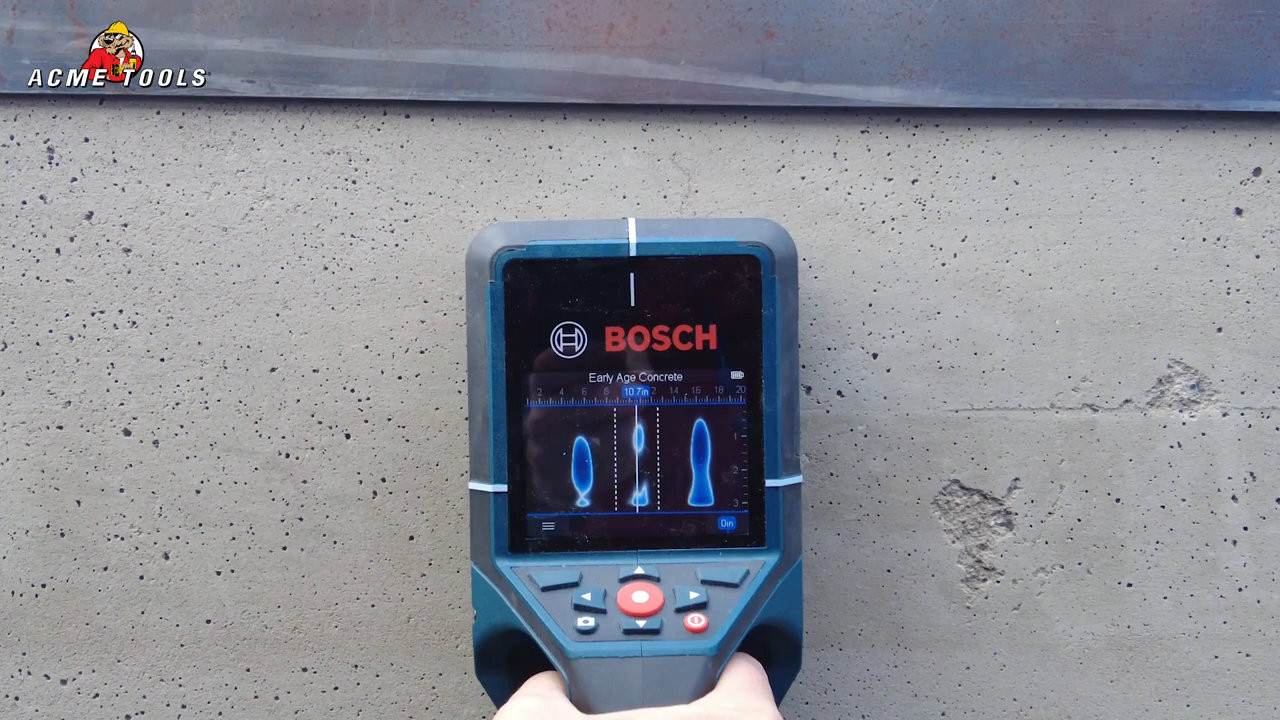 ACME TOOLS
BOSCH
Early Age Concrete
2 4 6 8 10.7in 2 14 16 18 20
1
2
3
0in